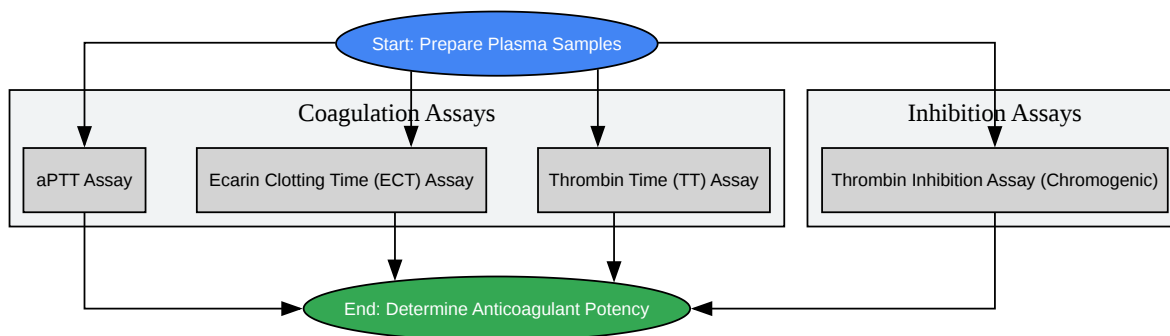 Start: Prepare Plasma Samples
Coagulation Assays
Inhibition Assays
aPTT Assay
Ecarin Clotting Time (ECT) Assay
Thrombin Time (TT) Assay
Thrombin Inhibition Assay (Chromogenic)
End: Determine Anticoagulant Potency